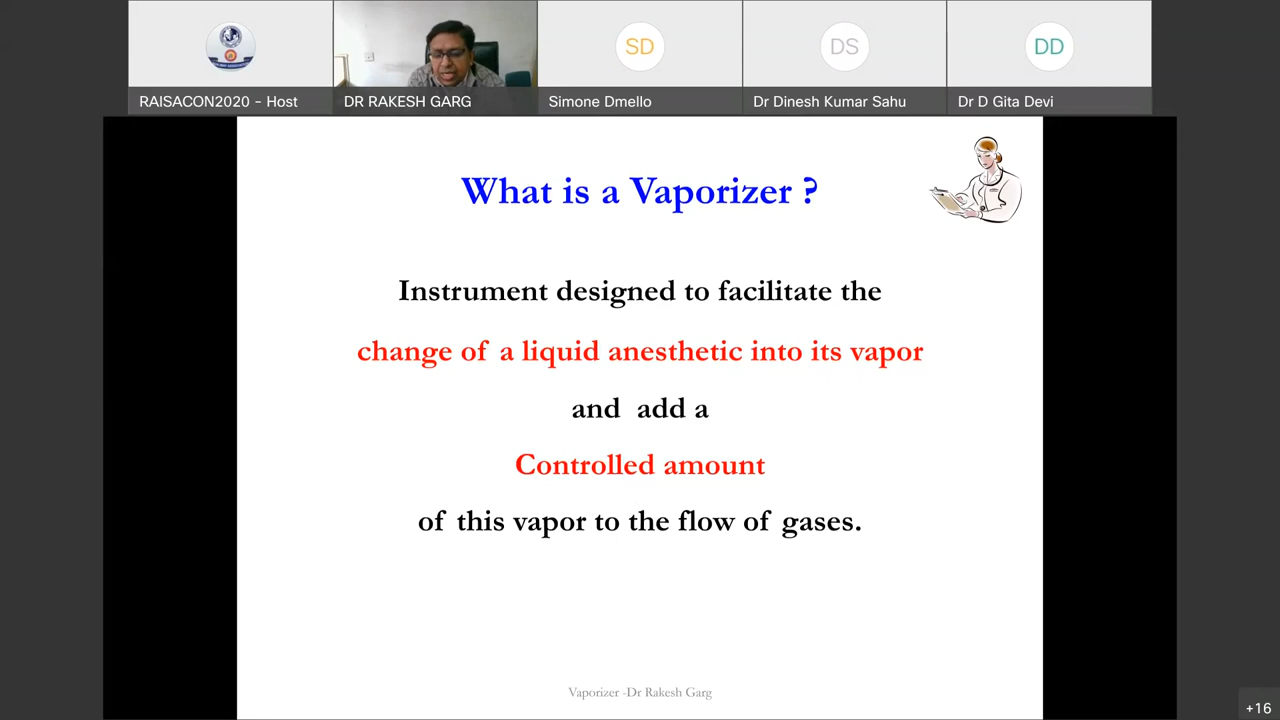 SD
DS
DD
RAISACON2020 - Host
DR RAKESH GARG
Simone Dmello
Dr Dinesh Kumar Sahu
Dr D Gita Devi
What is a Vaporizer ?
Instrument designed to facilitate the
change of a liquid anesthetic into its vapor
and add a
Controlled amount
of this vapor to the flow of gases.
Vaporizer -Dr Rakesh Garg
+16